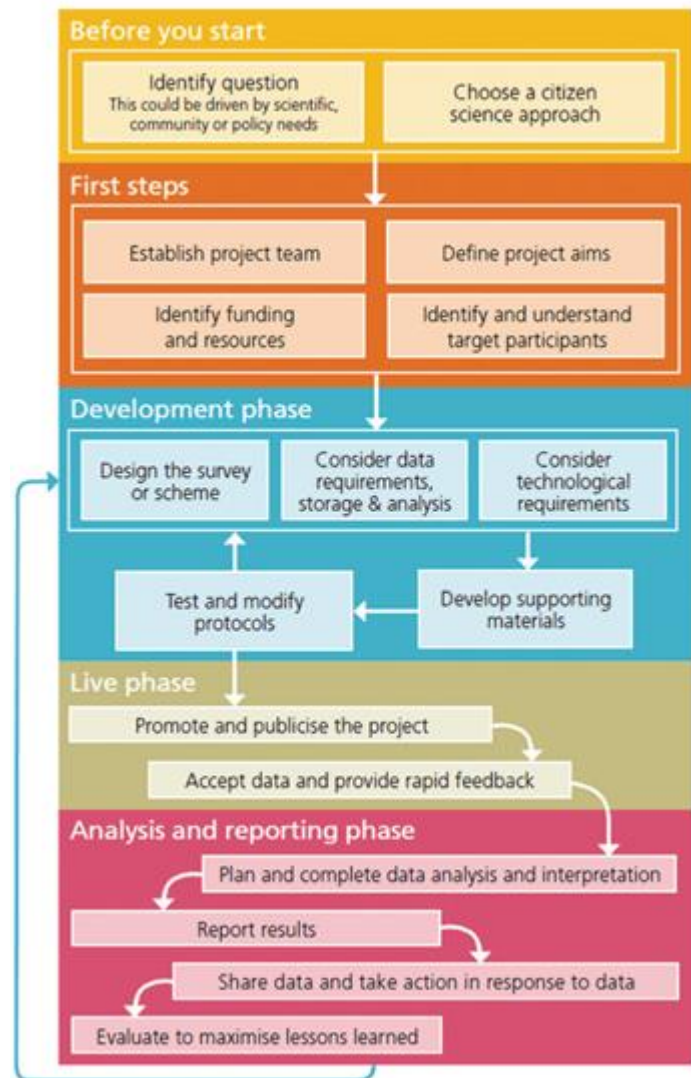 Before you start
Identify question
This could be driven by scientific,
community or policy needs
Choose a citizen
science approach
First steps
Establish project team
Define project aims
Identify funding
and resources
Identify and understand
target participants
Development phase
Design the survey
or scheme
Consider data
requirements,
storage & analysis
Consider
technological
requirements
Test and modify
protocols
Develop supporting
materials
Live phase
Promote and publicise the project
Accept data and provide rapid feedback
Analysis and reporting phase
Plan and complete data analysis and interpretation
Report results
Share data and take action in response to data
Evaluate to maximise lessons learned